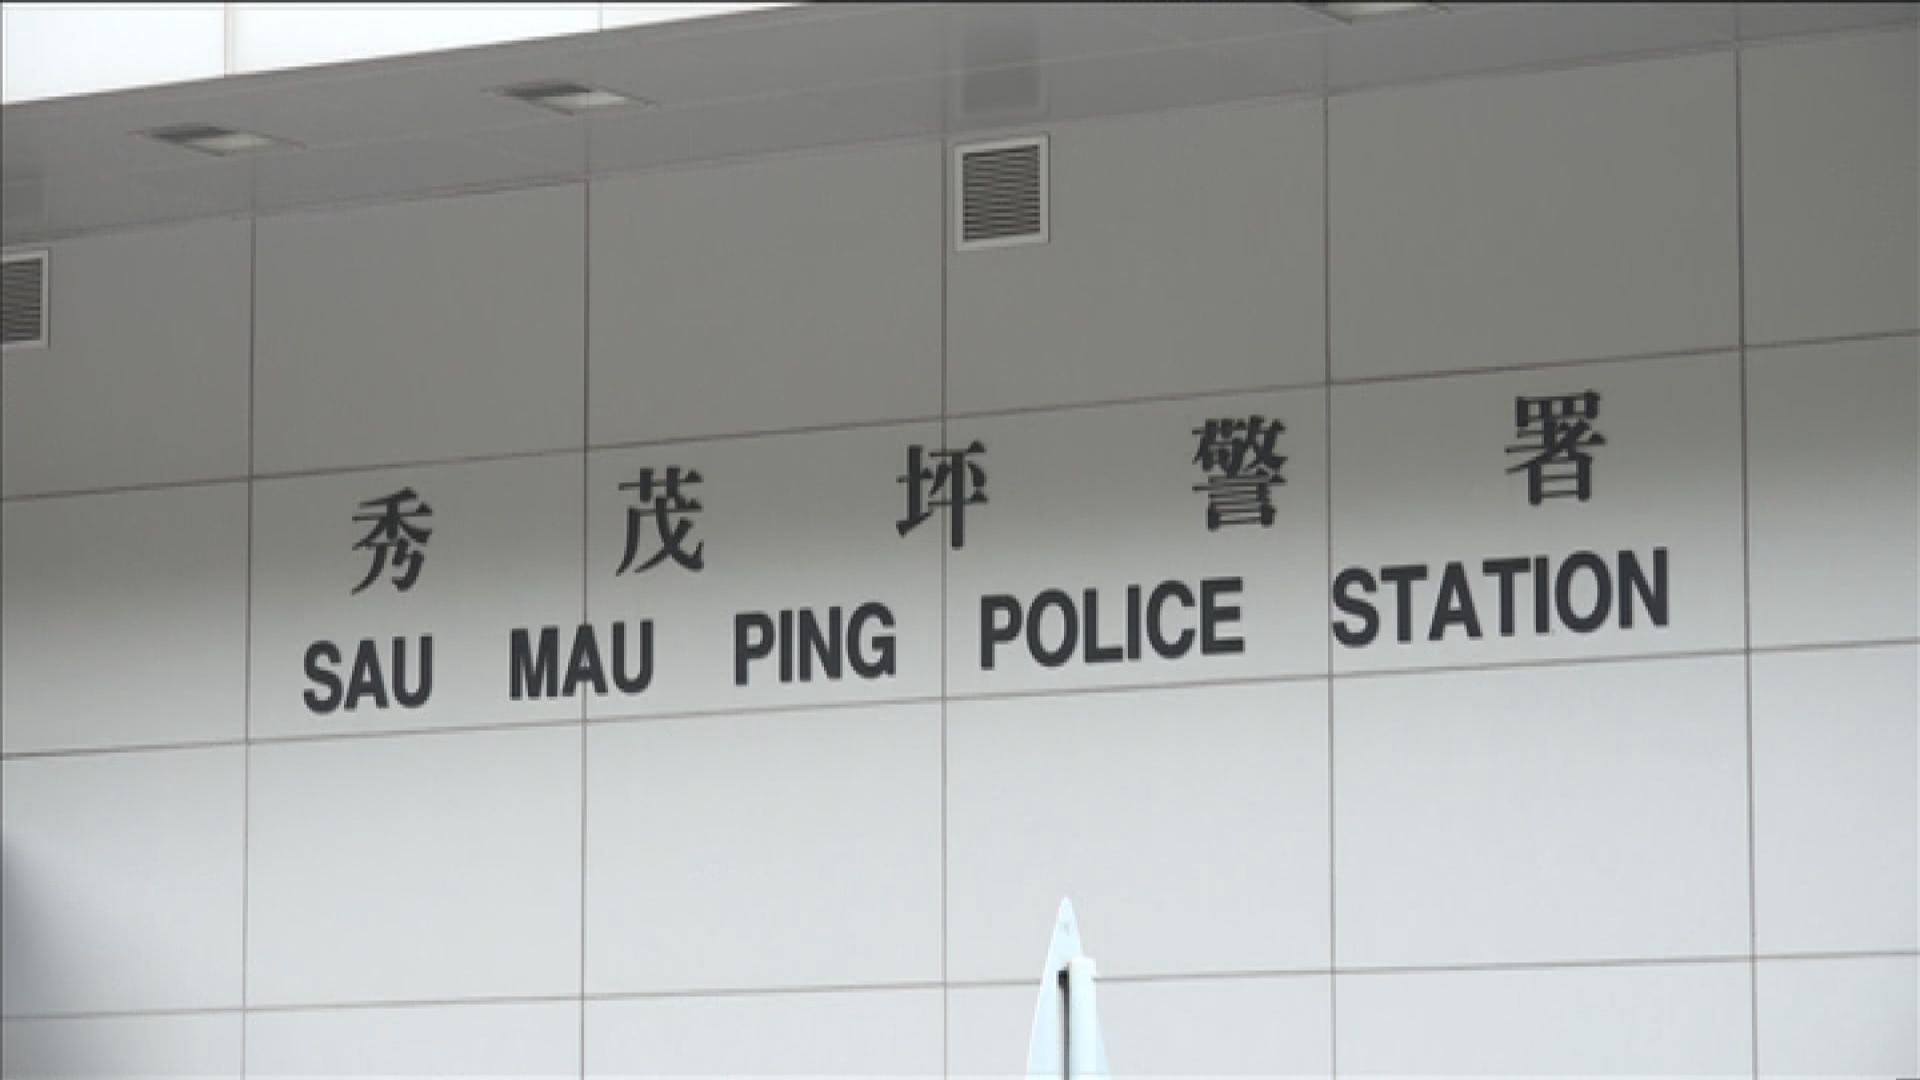 秀茂坪警署
SAU MAU PING POLICE STATION